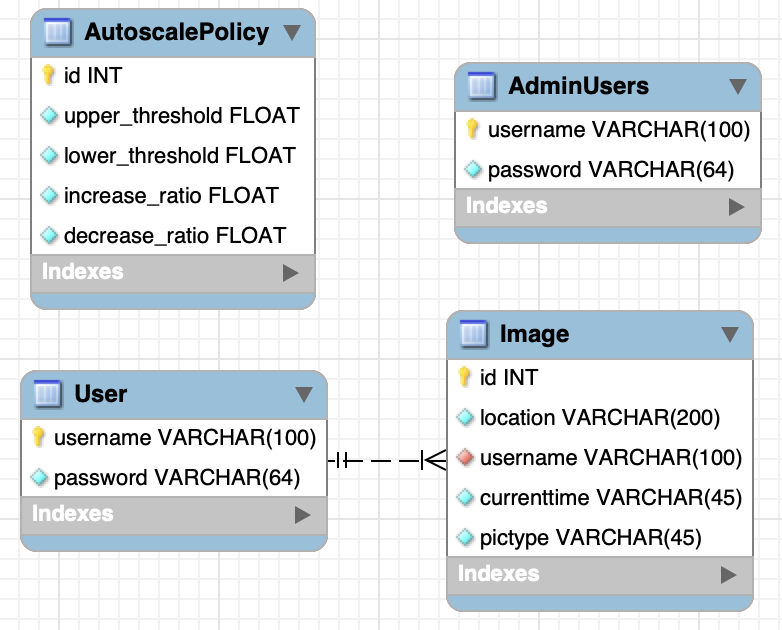 AutoscalePolicy
id INT
upper_threshold FLOAT
lower_threshold FLOAT
increase_ratio FLOAT
decrease_ratio FLOAT
Indexes
AdminUsers
username VARCHAR(100)
password VARCHAR(64)
Indexes
User
username VARCHAR(100)
password VARCHAR(64)
Indexes
Image
id INT
location VARCHAR(200)
username VARCHAR(100)
currenttime VARCHAR(45)
pictype VARCHAR(45)
Indexes